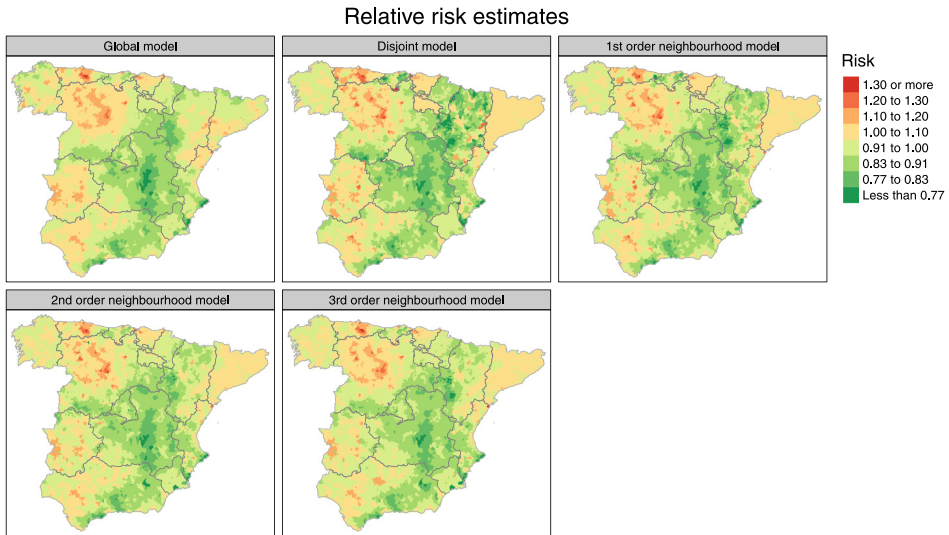 Relative risk estimates
Global model
Disjoint model
1st order neighbourhood model
Risk
1.30 or more
1.20 to 1.30
1.10 to 1.20
1.00 to 1.10
0.91 to 1.00
0.83 to 0.91
0.77 to 0.83
Less than 0.77
2nd order neighbourhood model
3rd order neighbourhood model